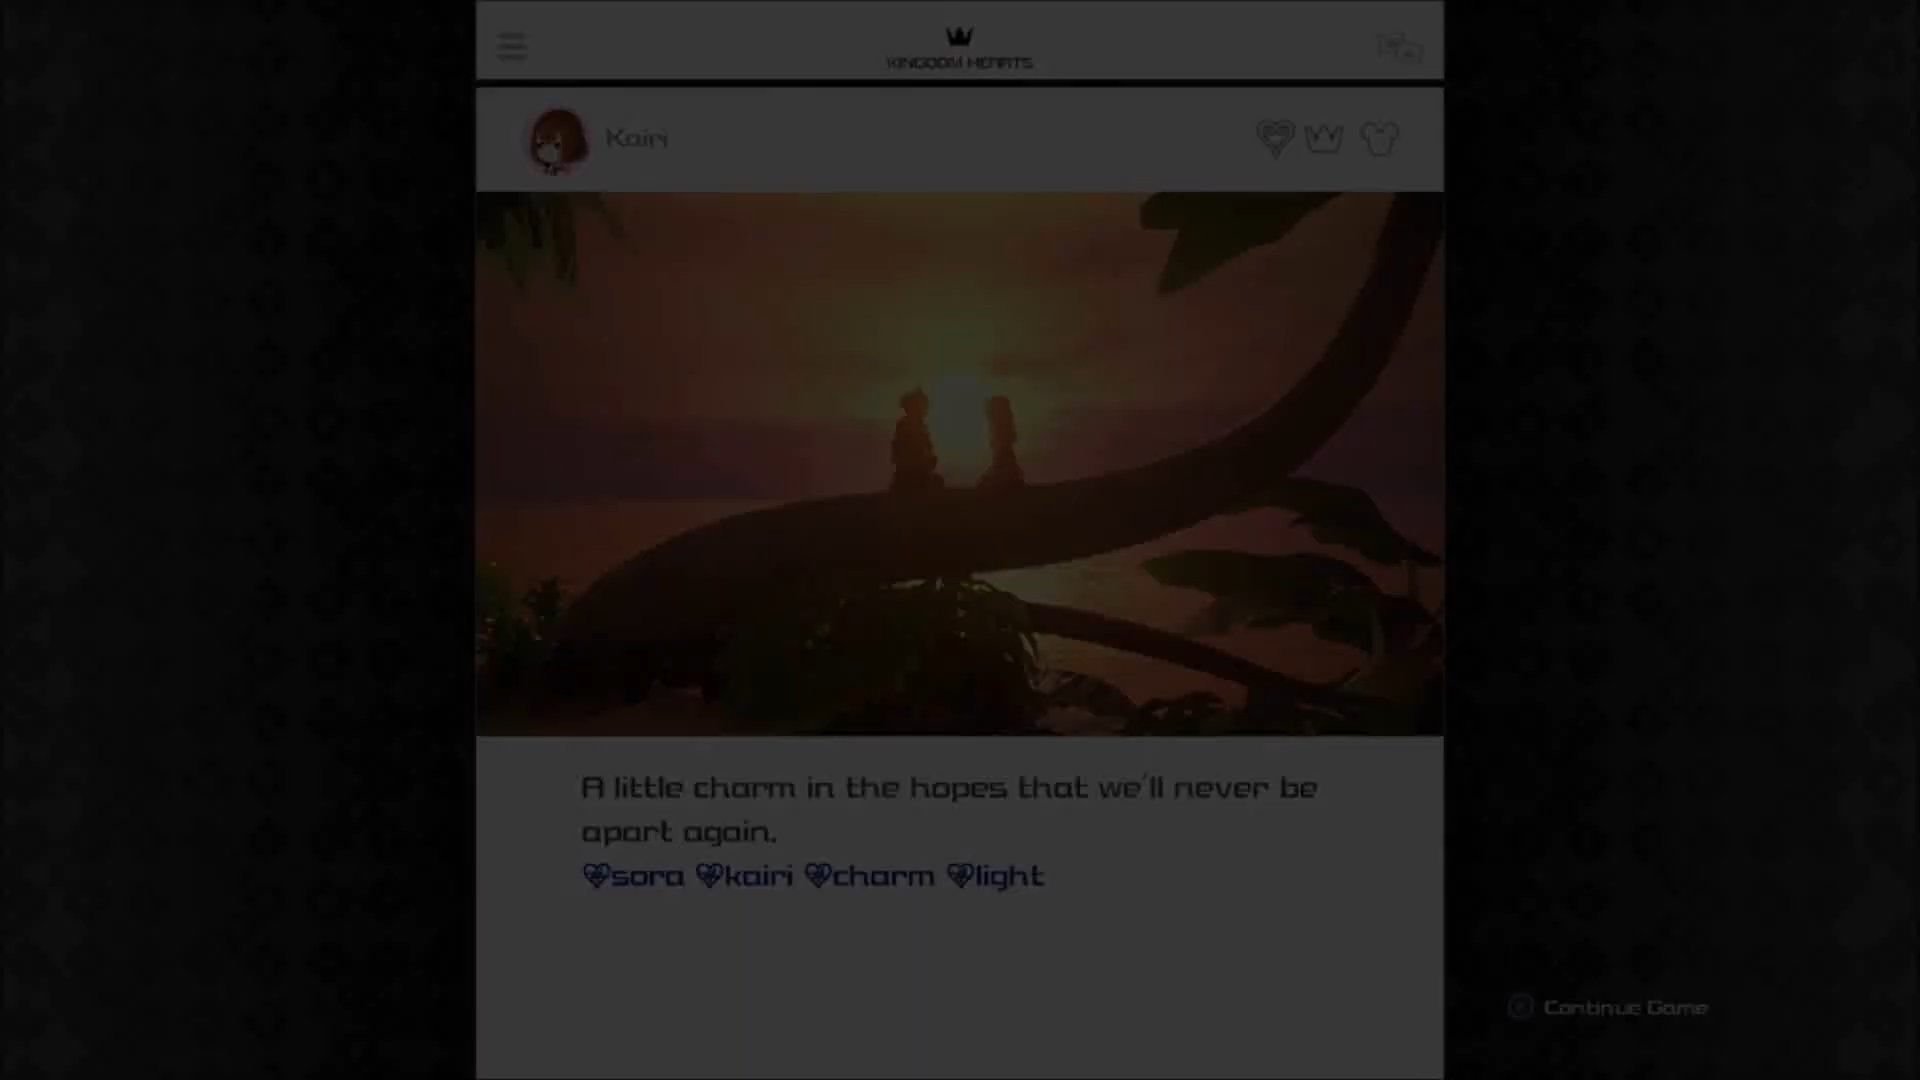 KINGDOM HEARTS
Kairi
A little charm in the hopes that we'll never be
apart again.
sora kairi charm light
Continue Game